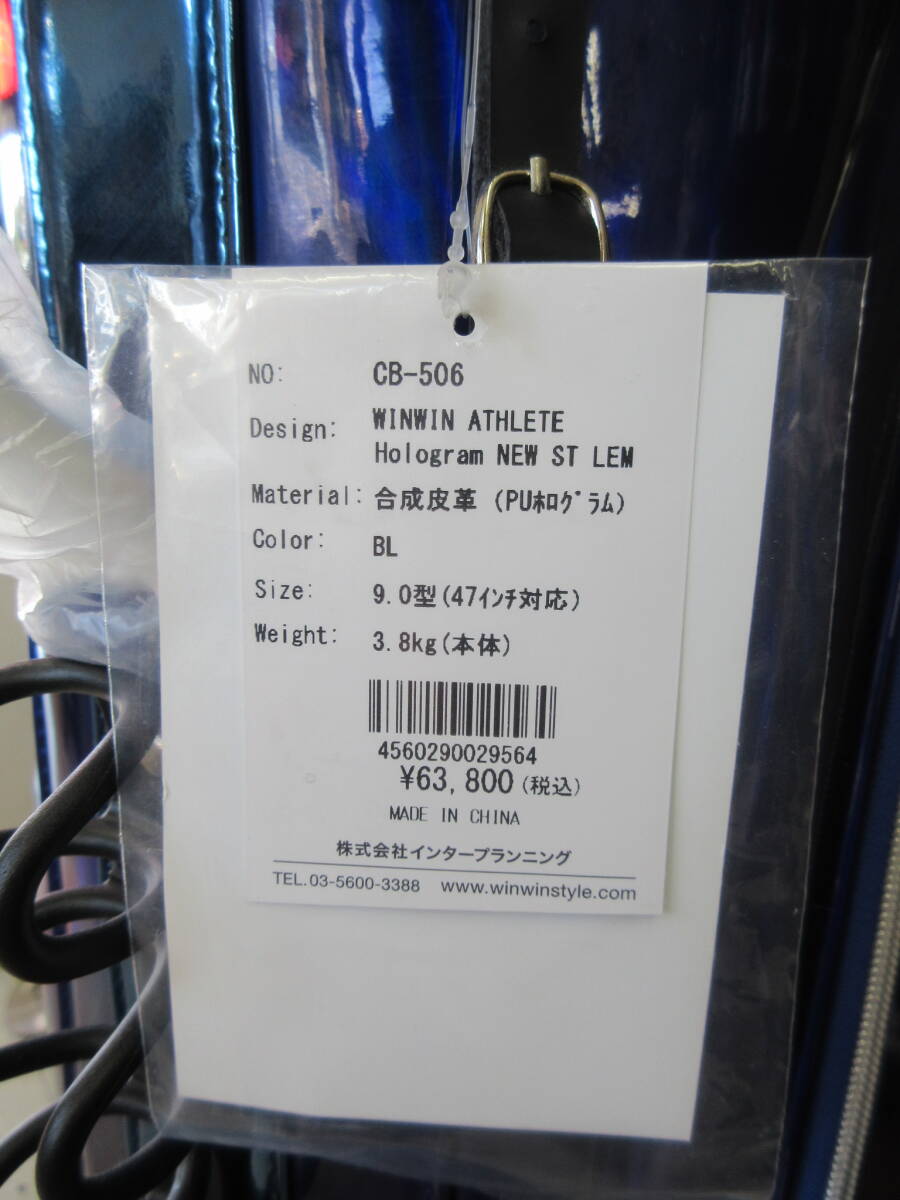 NO: CB-506
Design: WINWIN ATHLETE
Hologram NEW ST LEM
Material: 合成皮革 (PUﾎﾛｸﾞﾗﾑ)
Color: BL
Size: 9.0型(47ｲﾝﾁ対応)
Weight: 3.8kg(本体)
4560290029564
¥63,800(税込)
MADE IN CHINA
株式会社インタープランニング
TEL.03-5600-3388 www.winwinstyle.com